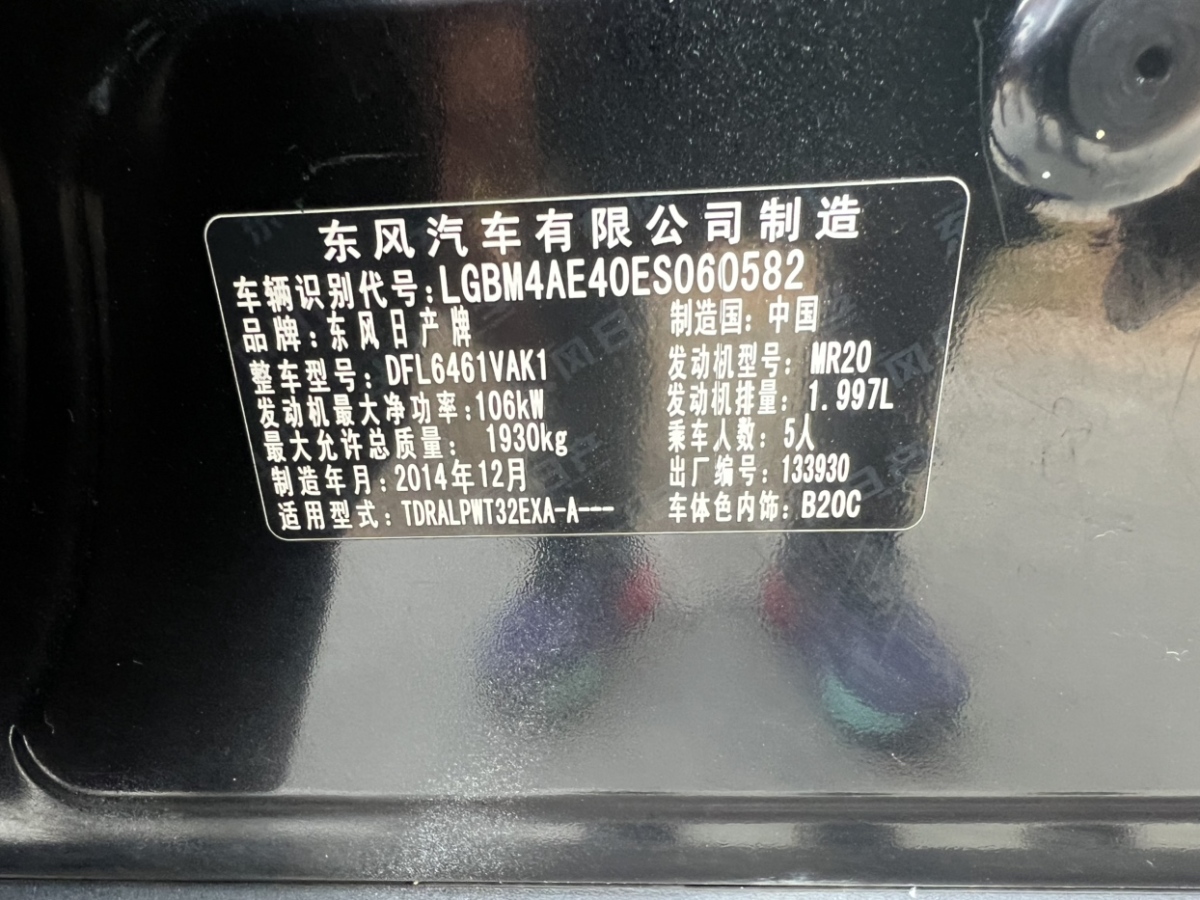 东风汽车有限公司制造
车辆识别代号:LGBM4AE40ES060582
品牌:东风日产牌 制造国:中国
整车型号:DFL6461VAK1 发动机型号:MR20
发动机最大净功率:106kW 发动机排量:1.997L
最大允许总质量: 1930kg 乘车人数:5人
制造年月:2014年12月 出厂编号:133930
适用型式:TDRALPWT32EXA-A--- 车体色内饰:B20C